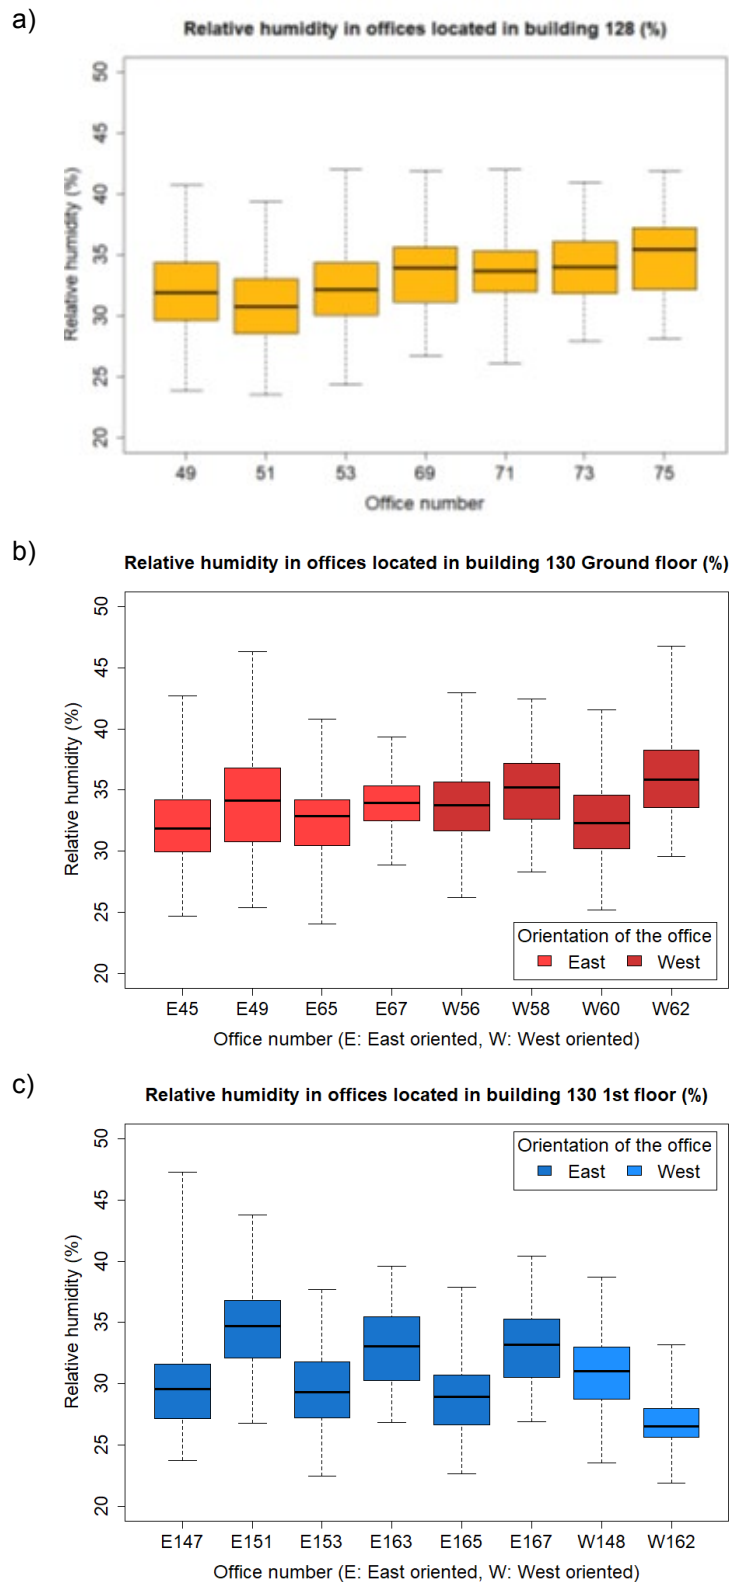 a)
Relative humidity in offices located in building 128 (%)
50
45
40
35
30
25
20
Relative humidity (%)
49 51 53 69 71 73 75
Office number
b)
Relative humidity in offices located in building 130 Ground floor (%)
50
45
40
35
30
25
20
Relative humidity (%)
Orientation of the office
East West
E45 E49 E65 E67 W56 W58 W60 W62
Office number (E: East oriented, W: West oriented)
c)
Relative humidity in offices located in building 130 1st floor (%)
Orientation of the office
East West
50
45
40
35
30
25
20
Relative humidity (%)
E147 E151 E153 E163 E165 E167 W148 W162
Office number (E: East oriented, W: West oriented)